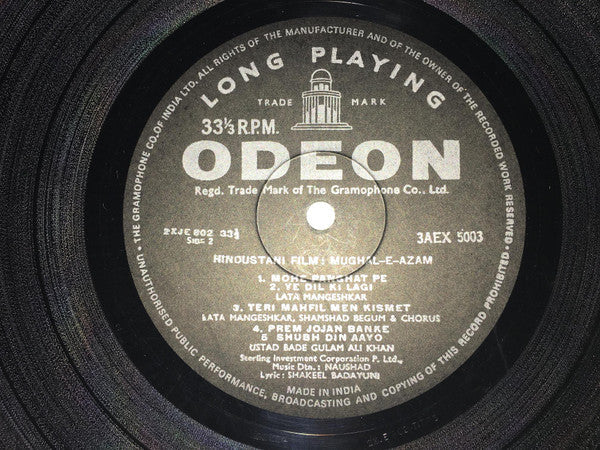 • THE GRAMOPHONE CO. OF INDIA LTD. ALL RIGHTS OF THE MANUFACTURER AND OF THE OWNER OF THE RECORDED WORK RESERVED •
LONG PLAYING
TRADE MARK
33⅓ R.P.M.
ODEON
Regd. Trade Mark of The Gramophone Co., Ltd.
2XJE 802 33⅓
SIDE 2
3AEX 5003
HINDUSTANI FILM: MUGHAL-E-AZAM
1. MOHE PANGHAT PE
2. YE DIL KI LAGI
LATA MANGESHKAR
3. TERI MAHFIL MEN KISMET
LATA MANGESHKAR, SHAMSHAD BEGUM & CHORUS
4. PREM JOJAN BANKE
5 SHUBH DIN AAYO
USTAD BADE GULAM ALI KHAN
Sterling Investment Corporation P. Ltd.,
Music Dtn.: NAUSHAD
Lyric: SHAKEEL BADAYUNI
MADE IN INDIA
UNAUTHORISED PUBLIC PERFORMANCE, BROADCASTING AND COPYING OF THIS RECORD PROHIBITED